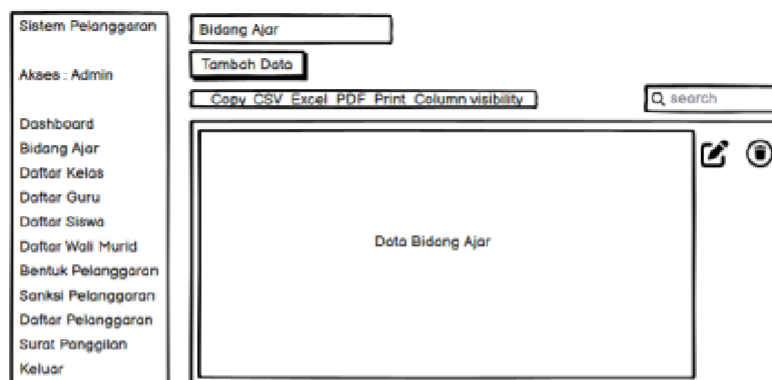 Sistem Pelanggaran
Akses : Admin
Dashboard
Bidang Ajar
Daftar Kelas
Daftar Guru
Daftar Siswa
Daftar Wali Murid
Bentuk Pelanggaran
Sanksi Pelanggaran
Daftar Pelanggaran
Surat Panggilan
Keluar
Bidang Ajar
Tambah Data
Copy CSV Excel PDF Print Column visibility
search
Data Bidang Ajar